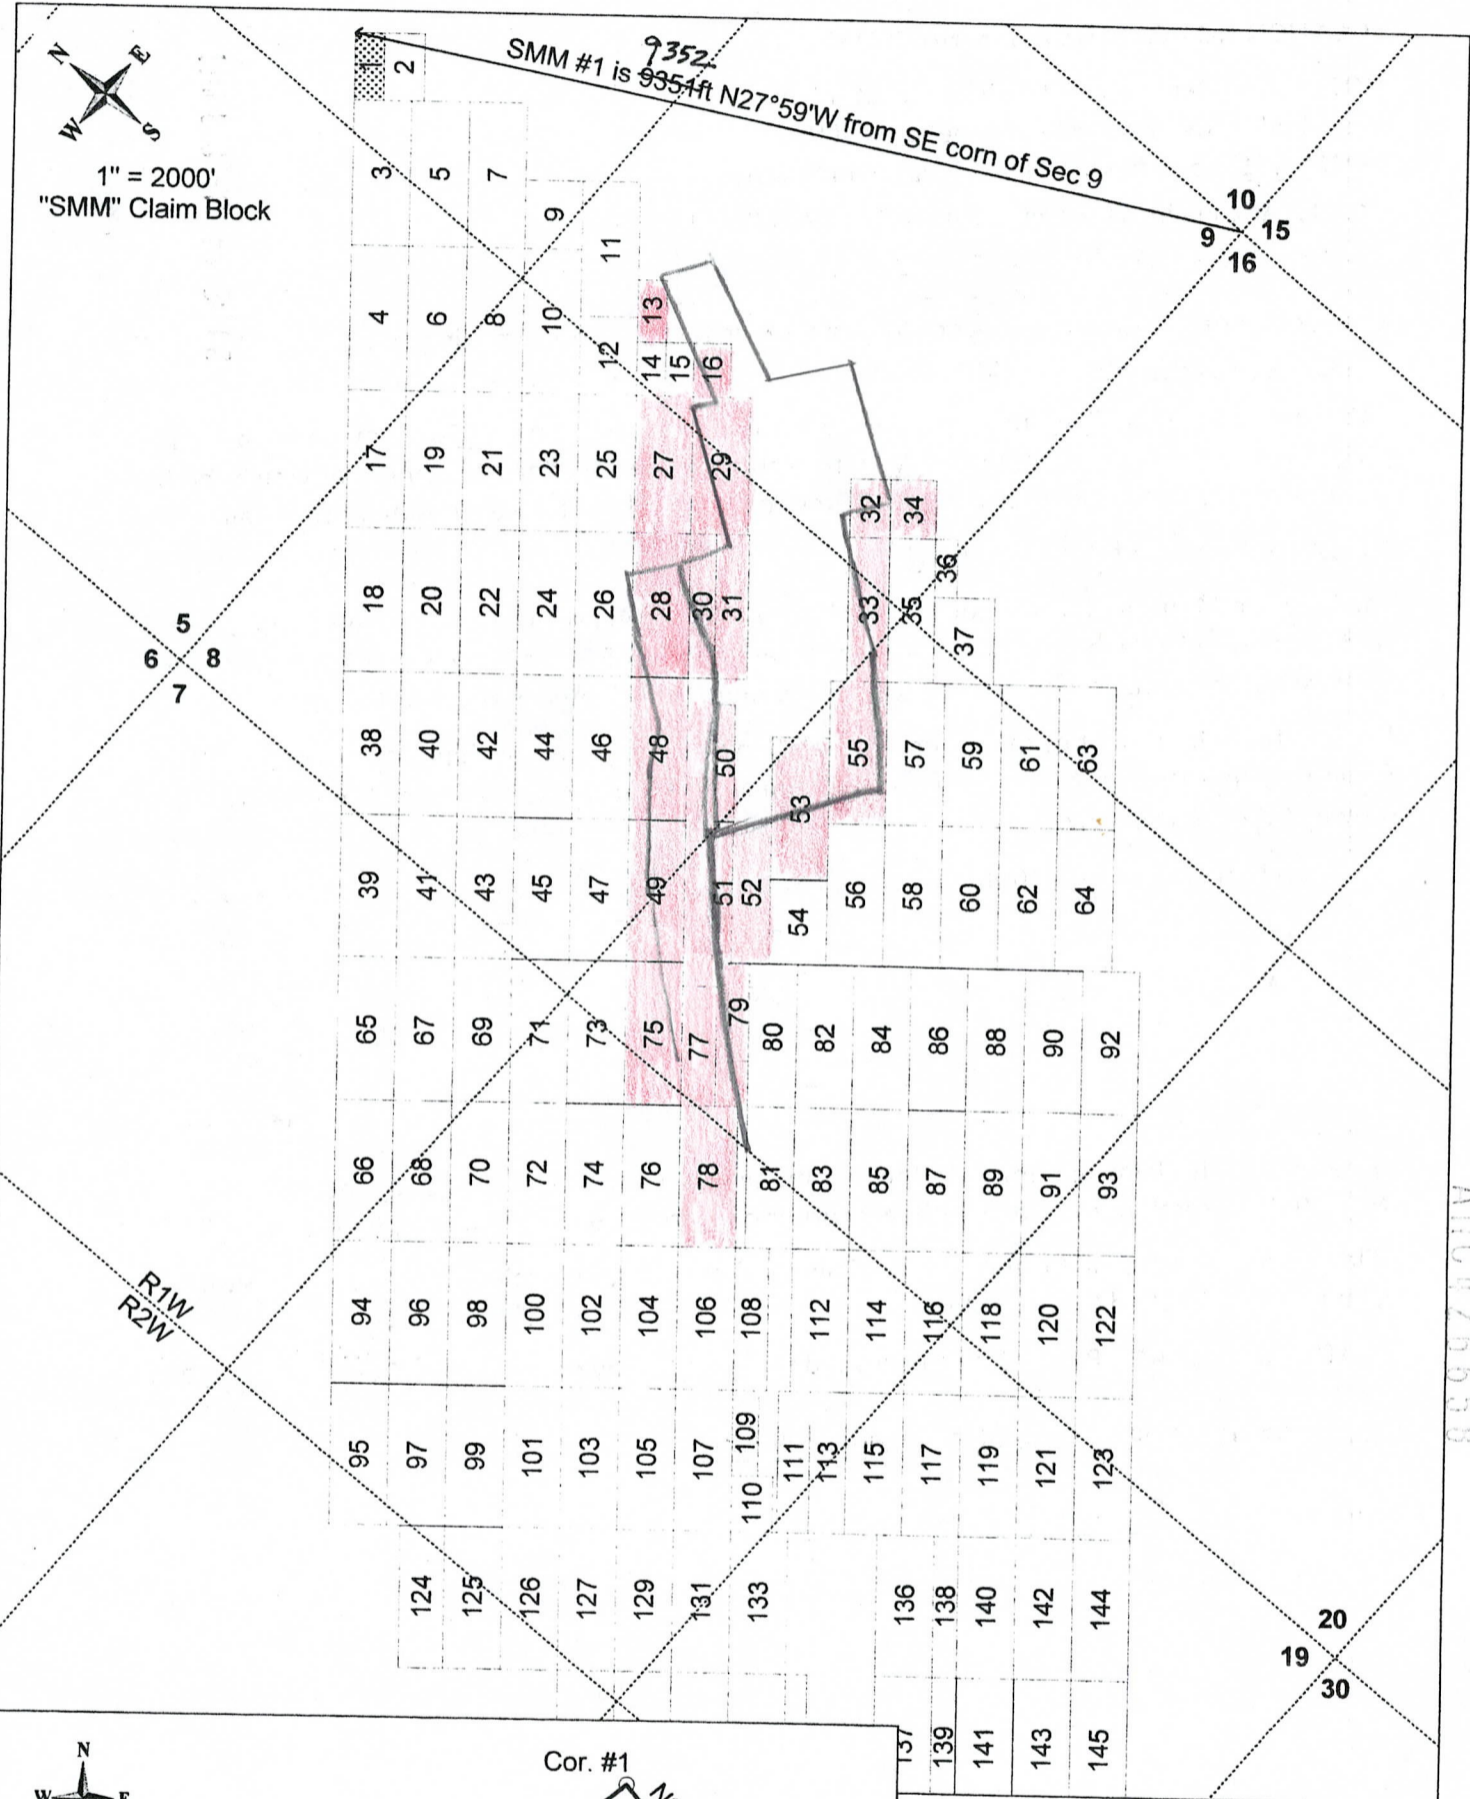 N E
W S
1" = 2000'
"SMM" Claim Block
9352
SMM #1 is 9351ft N27°59'W from SE corn of Sec 9
10
9 15
16
1 2
3 5 7
9
11
4 6 8 10
12
13
14 15 16
17 19 21 23 25 27 29
32 34
18 20 22 24 26 28 30 31
33 35 36
37
5
6 8
7
38 40 42 44 46 48 50
53
55 57 59 61 63
39 41 43 45 47 49 51 52
54
56 58 60 62 64
65 67 69 71 73 75 77 79
80 82 84 86 88 90 92
66 68 70 72 74 76 78
81 83 85 87 89 91 93
R1W
R2W
94 96 98 100 102 104 106 108
112 114 116 118 120 122
95 97 99 101 103 105 107 109
110
111 113 115 117 119 121 123
124 125 126 127 129 131 133
136 138 140 142 144
20
19
30
137 139 141 143 145
N
W E
Cor. #1